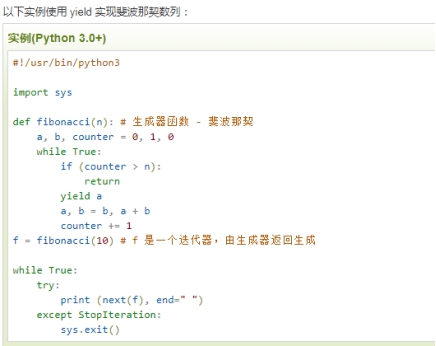 以下实例使用 yield 实现斐波那契数列：
实例(Python 3.0+)
#!/usr/bin/python3
import sys
def fibonacci(n): # 生成器函数 - 斐波那契
    a, b, counter = 0, 1, 0
    while True:
        if (counter > n):
            return
        yield a
        a, b = b, a + b
        counter += 1
f = fibonacci(10) # f 是一个迭代器，由生成器返回生成
while True:
    try:
        print (next(f), end=" ")
    except StopIteration:
        sys.exit()